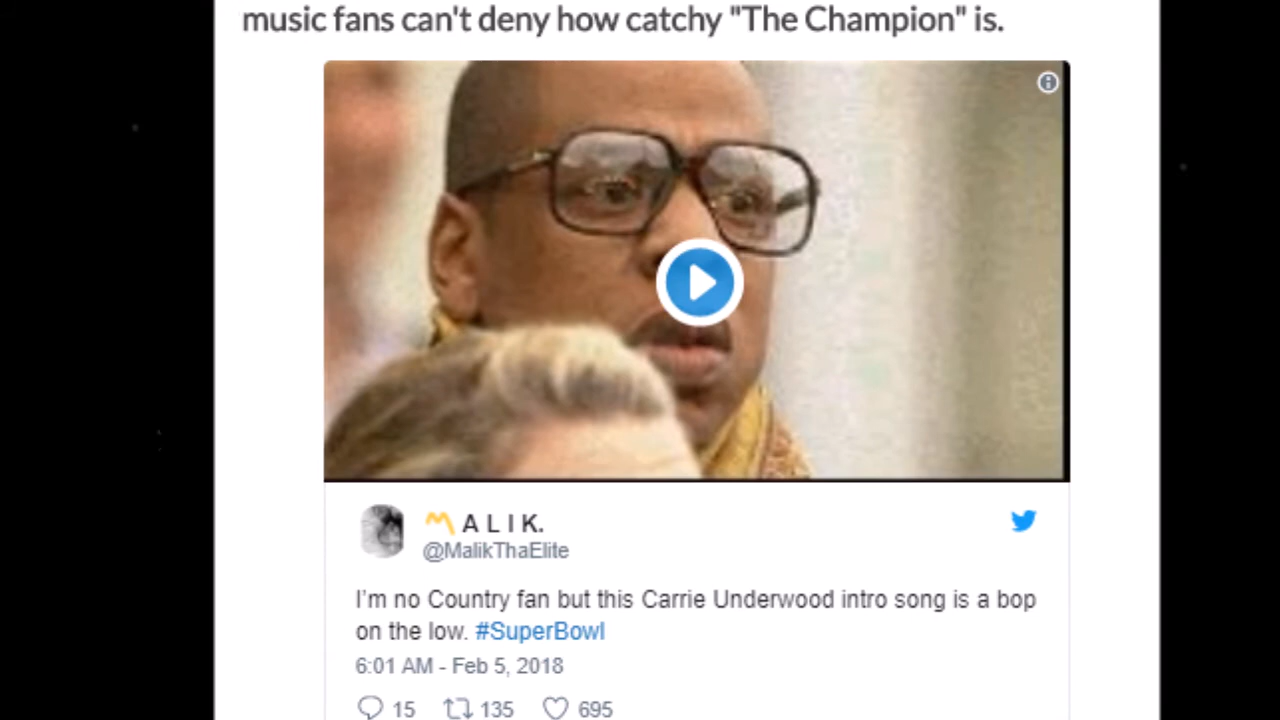 music fans can't deny how catchy "The Champion" is.
A L I K.
@MalikThaElite
I'm no Country fan but this Carrie Underwood intro song is a bop
on the low. #SuperBowl
6:01 AM - Feb 5, 2018
15 135 695